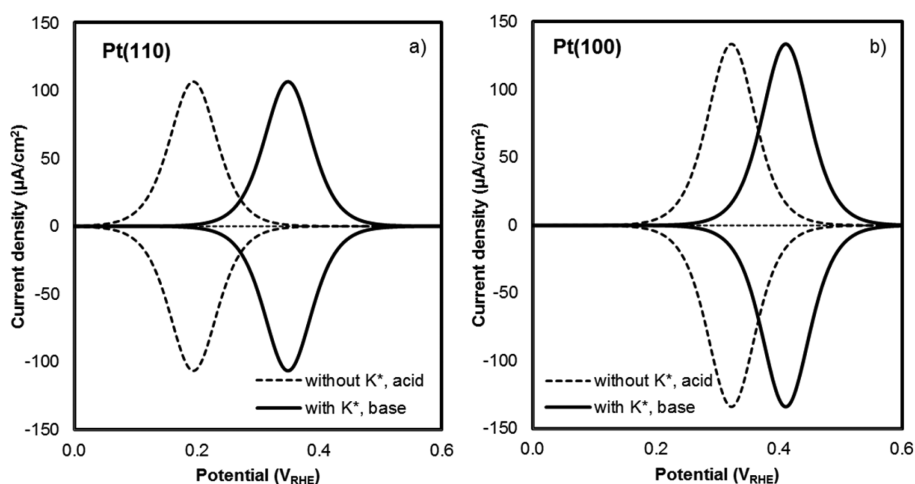 Pt(110)
a)
150
100
50
0
-50
-100
-150
Current density (µA/cm²)
without K*, acid
with K*, base
0.0
0.2
0.4
0.6
Potential (V_RHE)
Pt(100)
b)
150
100
50
0
-50
-100
-150
Current density (µA/cm²)
without K*, acid
with K*, base
0.0
0.2
0.4
0.6
Potential (V_RHE)